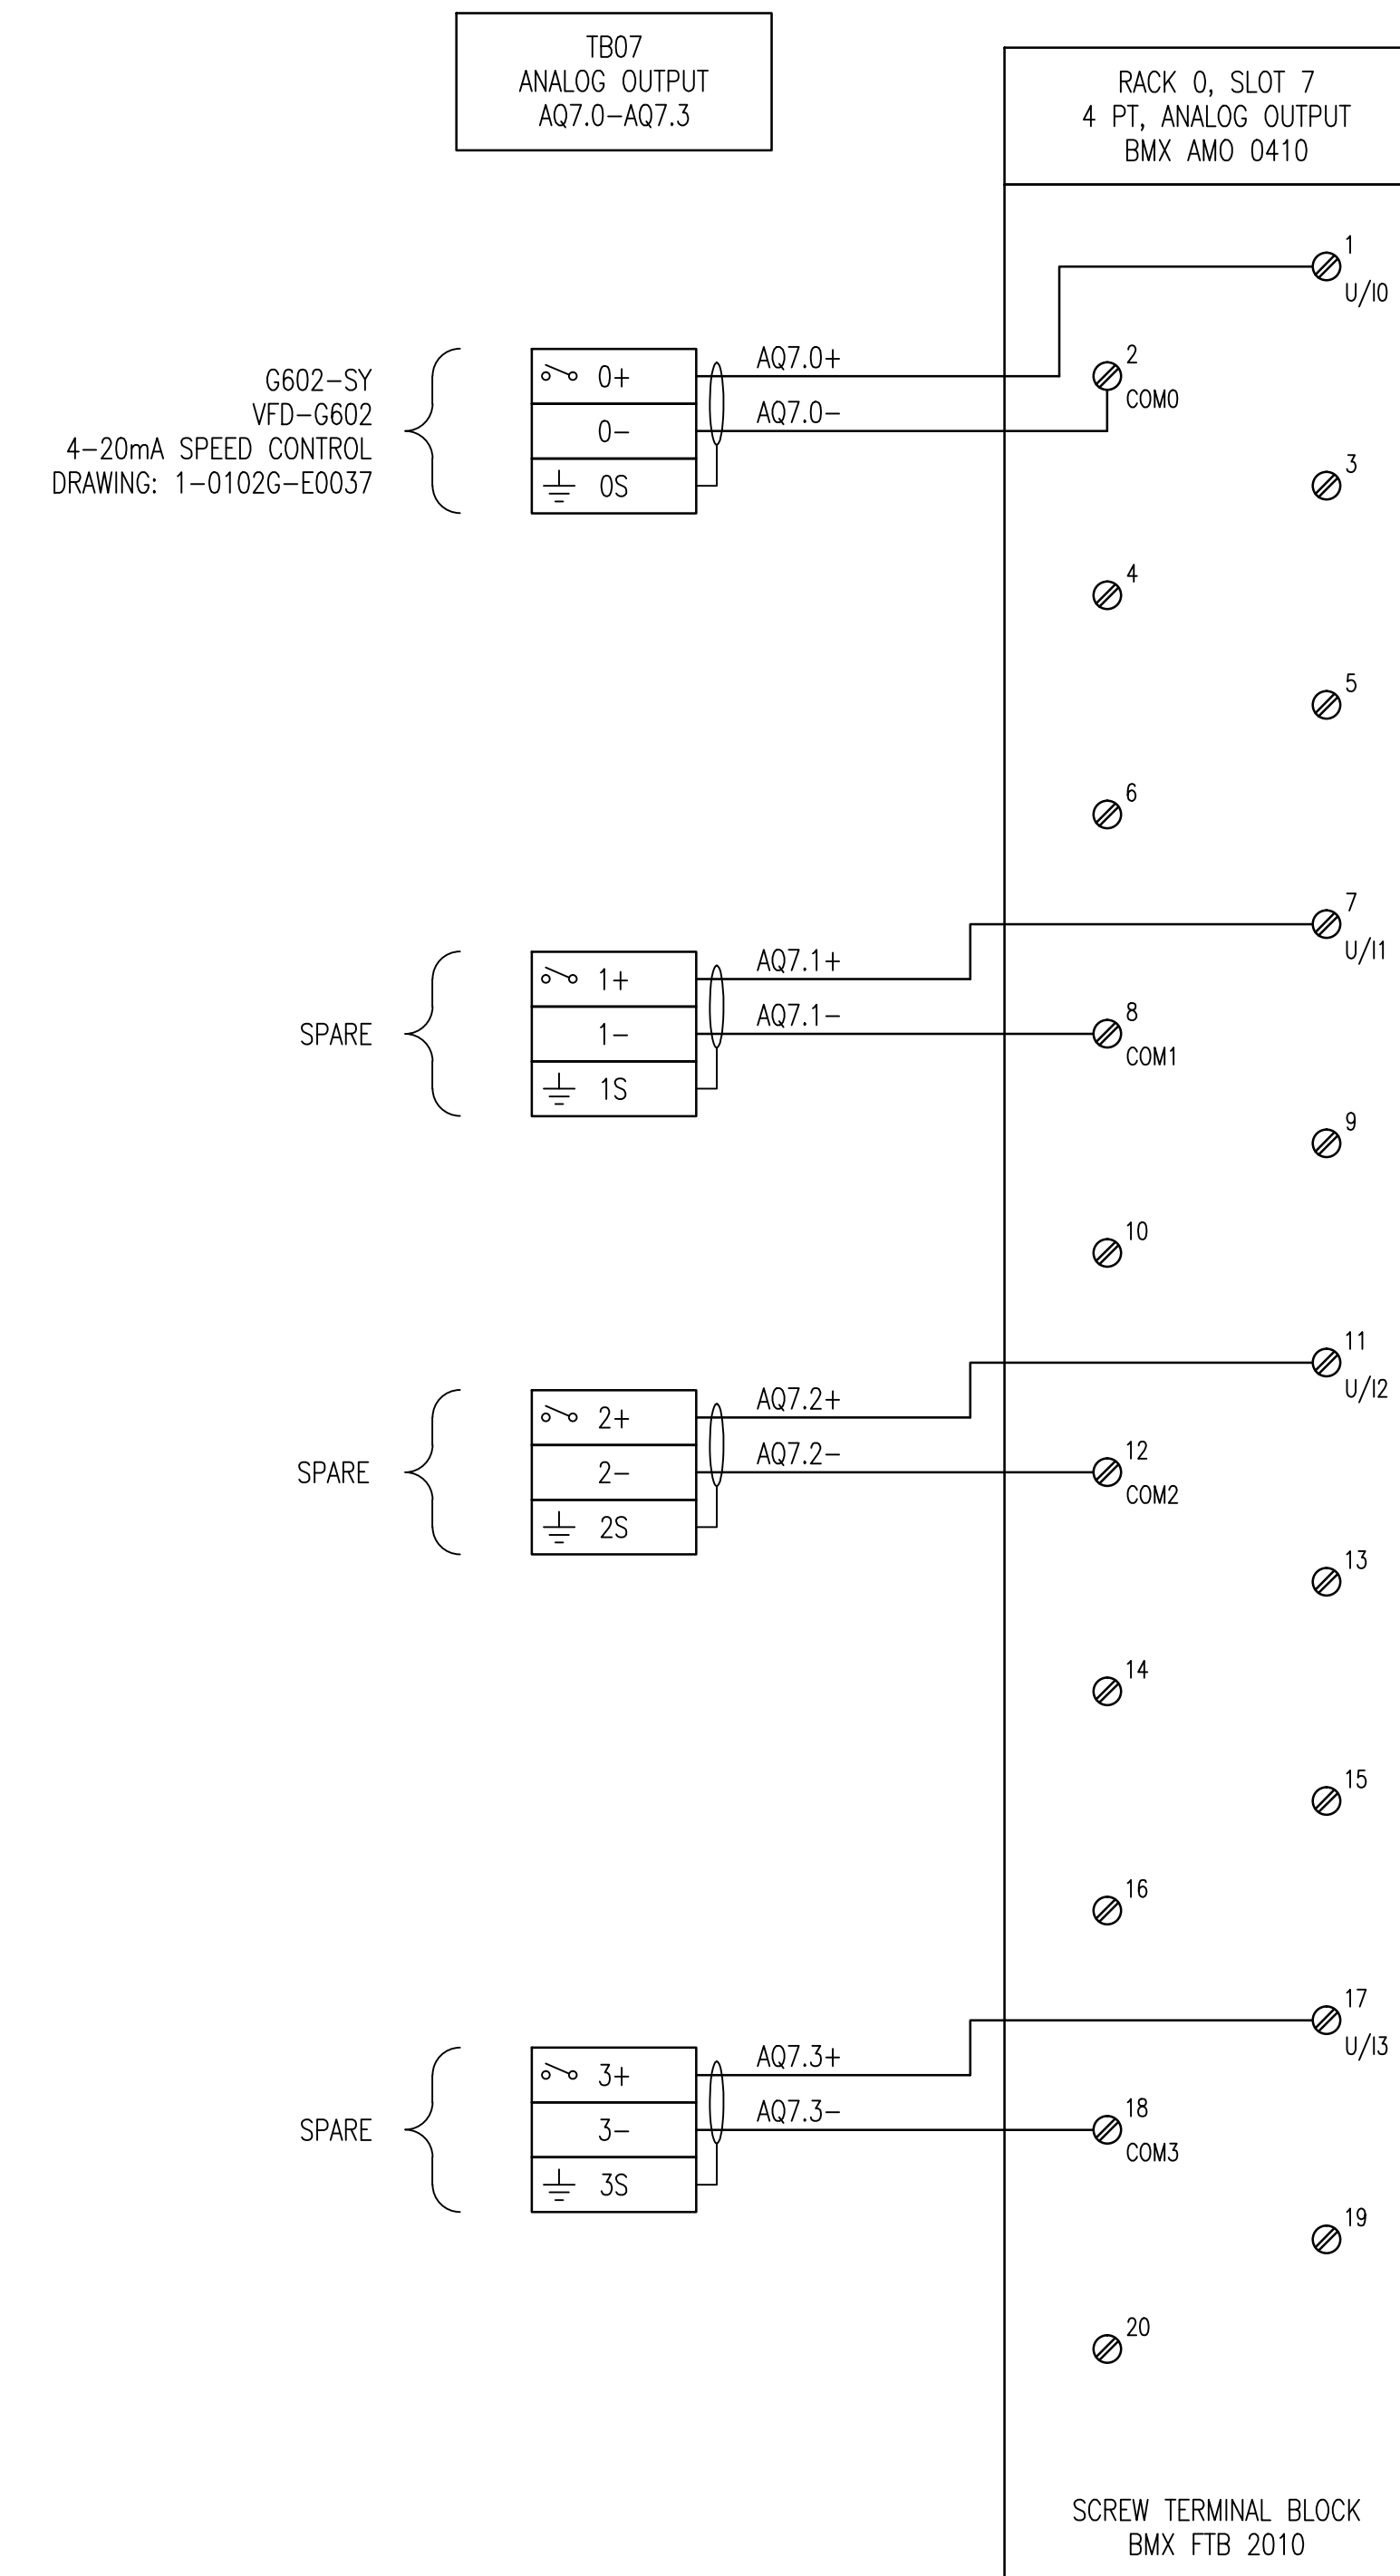 TB07
ANALOG OUTPUT
AQ7.0-AQ7.3
RACK 0, SLOT 7
4 PT, ANALOG OUTPUT
BMX AMO 0410
1
U/I0
G602-SY
VFD-G602
4-20mA SPEED CONTROL
DRAWING: 1-0102G-E0037
0+
0-
0S
AQ7.0+
AQ7.0-
2
COM0
3
4
5
6
7
U/I1
SPARE
1+
1-
1S
AQ7.1+
AQ7.1-
8
COM1
9
10
11
U/I2
SPARE
2+
2-
2S
AQ7.2+
AQ7.2-
12
COM2
13
14
15
16
17
U/I3
SPARE
3+
3-
3S
AQ7.3+
AQ7.3-
18
COM3
19
20
SCREW TERMINAL BLOCK
BMX FTB 2010